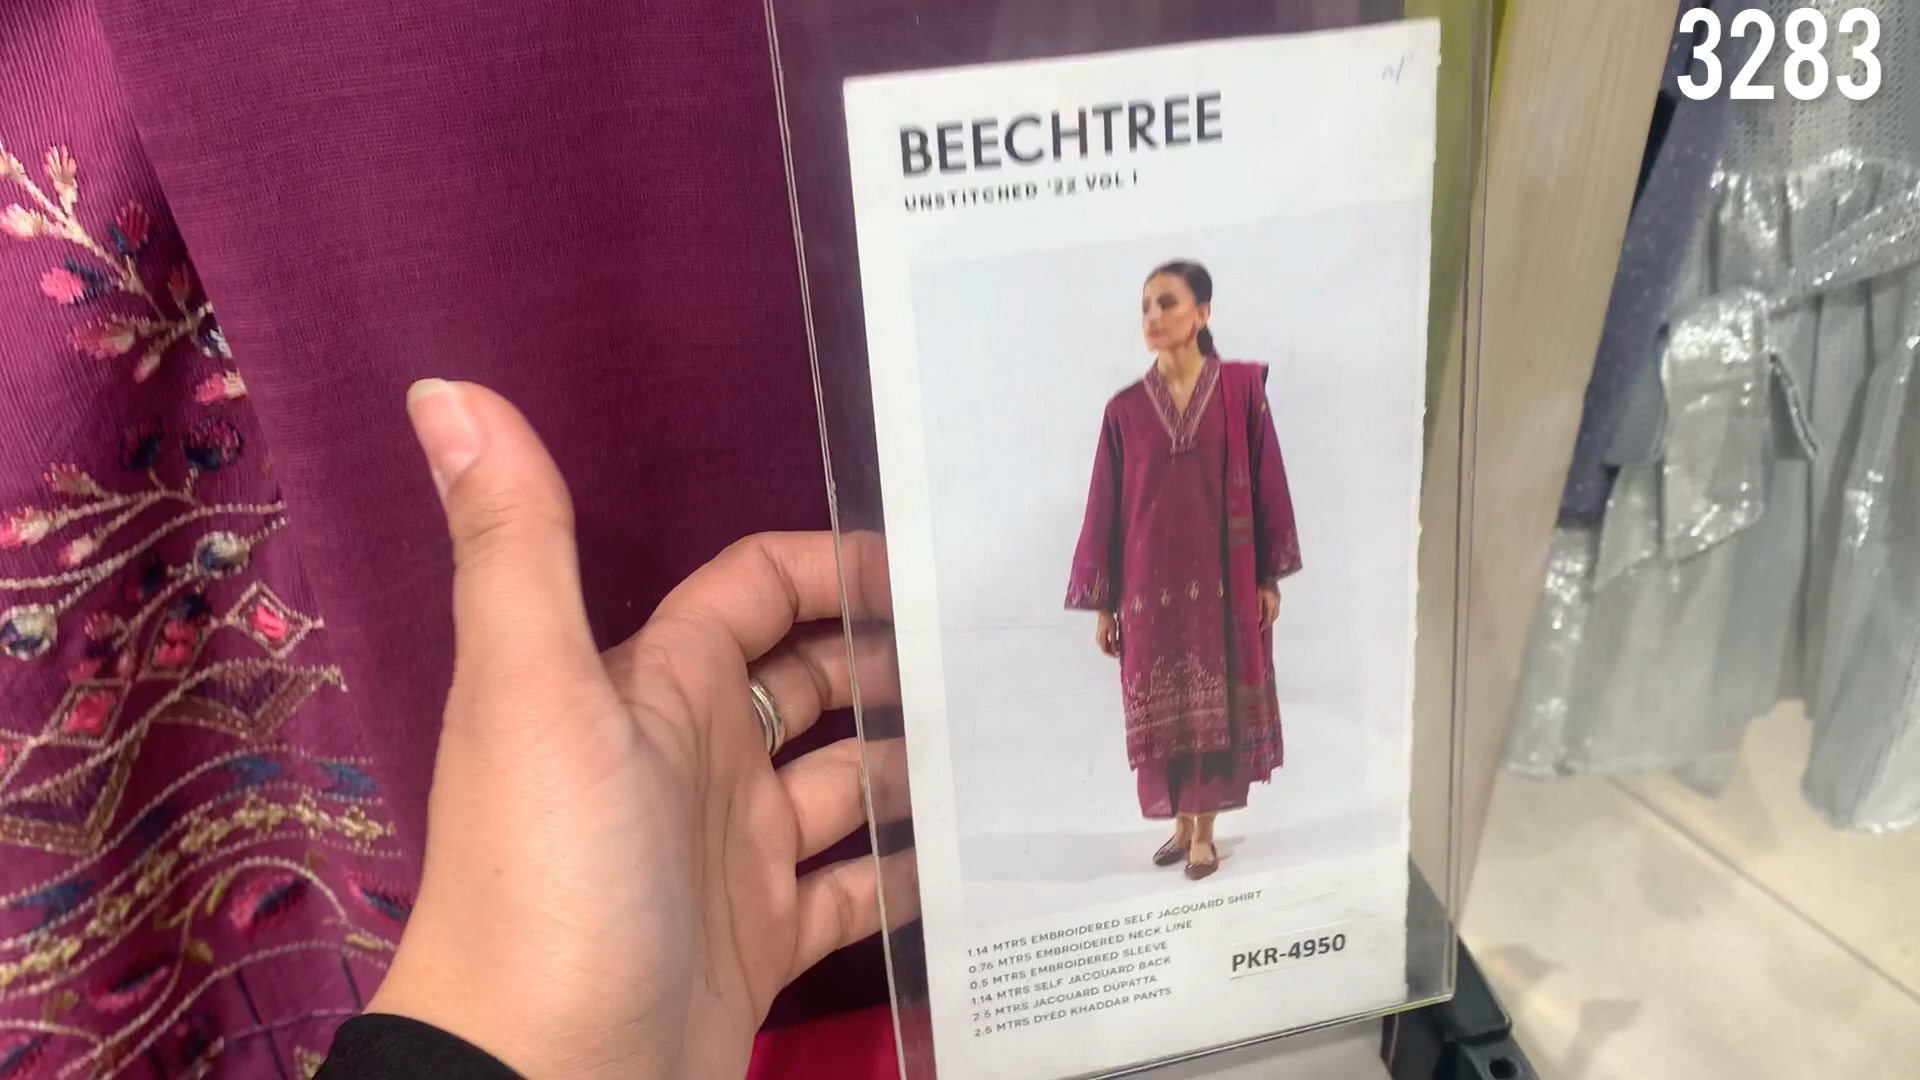 3283
BEECHTREE
UNSTITCHED '22 VOL I
1.14 MTRS EMBROIDERED SELF JACQUARD SHIRT
0.76 MTRS EMBROIDERED NECK LINE
0.5 MTRS EMBROIDERED SLEEVE
1.14 MTRS SELF JACQUARD BACK
2.5 MTRS JACQUARD DUPATTA
2.5 MTRS DYED KHADDAR PANTS
PKR-4950